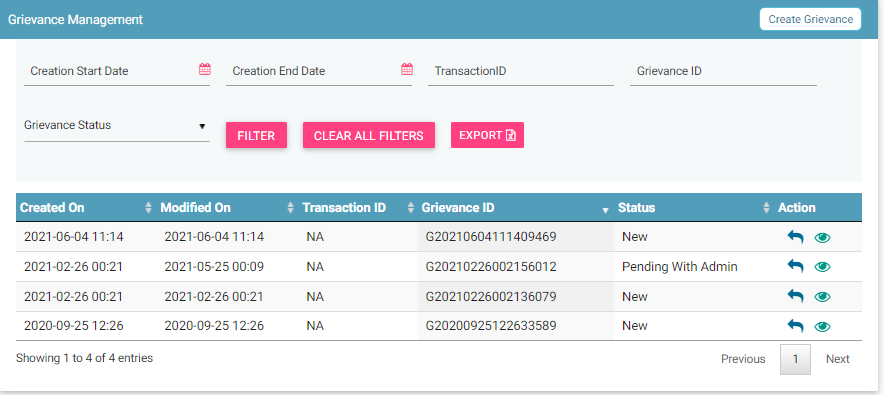 Grievance Management Create Grievance
Creation Start Date Creation End Date TransactionID Grievance ID
Grievance Status FILTER CLEAR ALL FILTERS EXPORT
Created On Modified On Transaction ID Grievance ID Status Action
2021-06-04 11:14 2021-06-04 11:14 NA G20210604111409469 New
2021-02-26 00:21 2021-05-25 00:09 NA G20210226002156012 Pending With Admin
2021-02-26 00:21 2021-02-26 00:21 NA G20210226002136079 New
2020-09-25 12:26 2020-09-25 12:26 NA G20200925122633589 New
Showing 1 to 4 of 4 entries Previous 1 Next